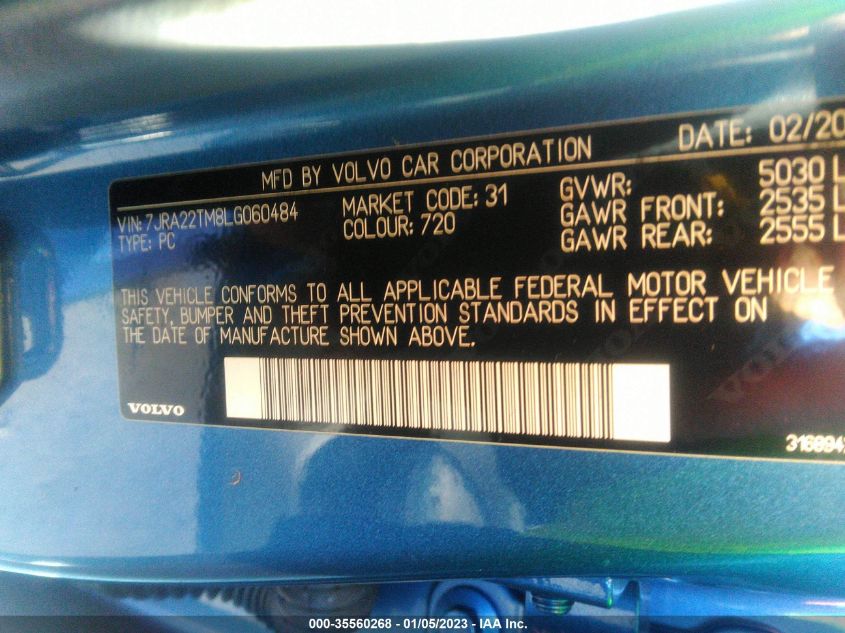 MFD BY VOLVO CAR CORPORATION DATE: 02/20
VIN: 7JRA22TM8LG060484 MARKET CODE: 31 GVWR: 5030 L
TYPE: PC COLOUR: 720 GAWR FRONT: 2535 L
GAWR REAR: 2555 L
THIS VEHICLE CONFORMS TO ALL APPLICABLE FEDERAL MOTOR VEHICLE
SAFETY, BUMPER AND THEFT PREVENTION STANDARDS IN EFFECT ON
THE DATE OF MANUFACTURE SHOWN ABOVE.
VOLVO
000-35560268 - 01/05/2023 - IAA Inc.